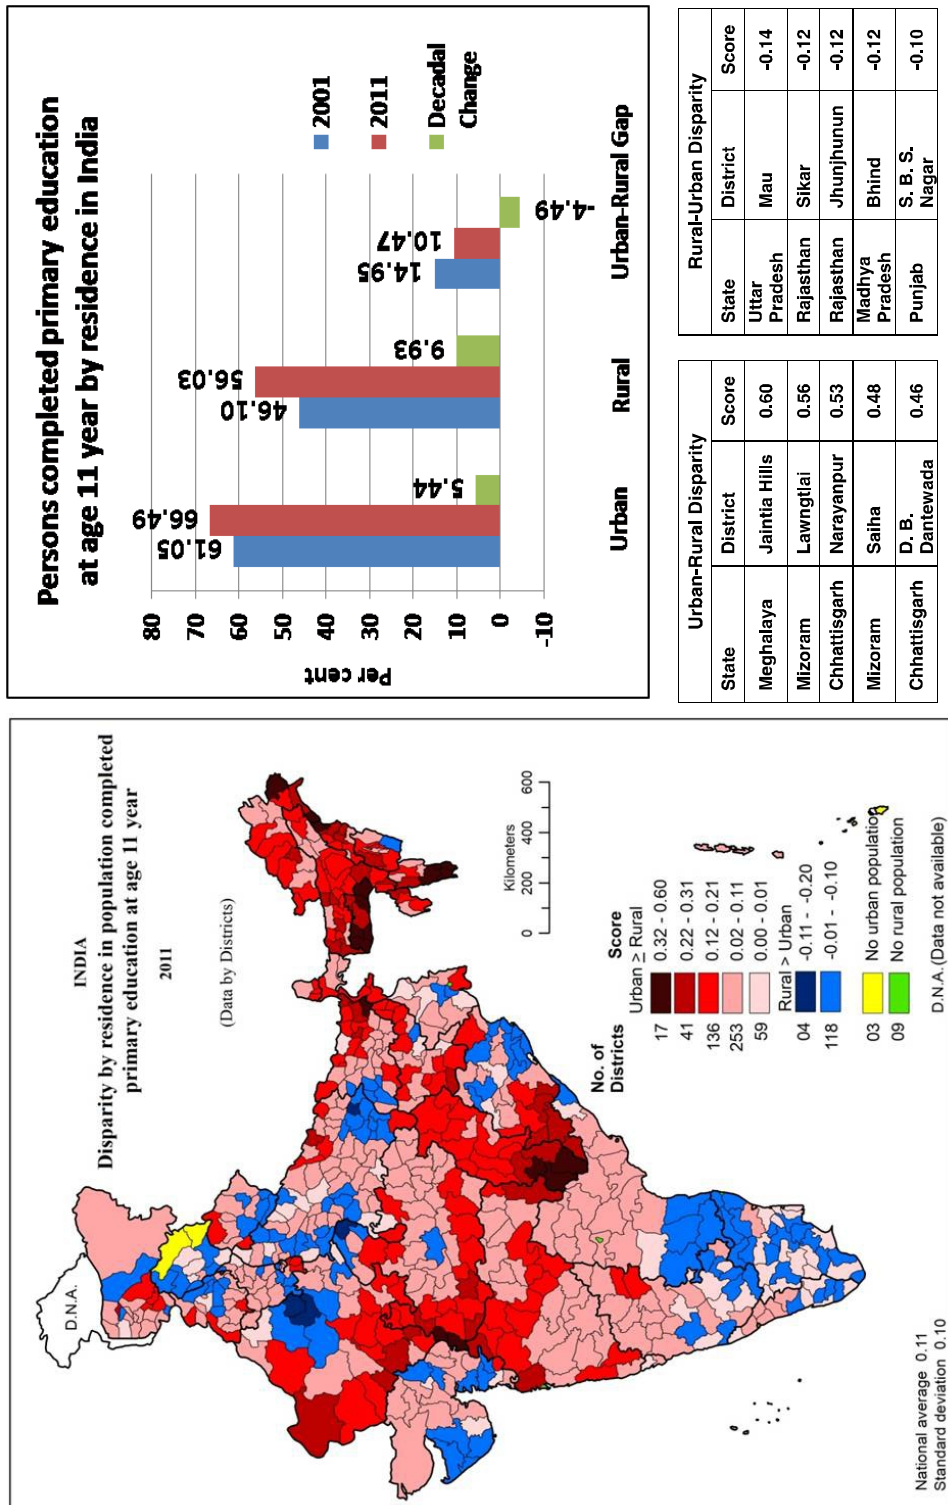 INDIA
Disparity by residence in population completed
primary education at age 11 year
2011
(Data by Districts)
D.N.A.
Kilometers
0 200 400 600
No. of
Districts Score
Urban ≥ Rural
17 0.32 - 0.60
41 0.22 - 0.31
136 0.12 - 0.21
253 0.02 - 0.11
59 0.00 - 0.01
Rural > Urban
04 -0.11 - -0.20
118 -0.01 - -0.10
03 No urban population
09 No rural population
D.N.A.(Data not available)
National average 0.11
Standard deviation 0.10
Persons completed primary education
at age 11 year by residence in India
Per cent
80
70
60
50
40
30
20
10
0
-10
61.05
66.49
5.44
46.10
56.03
9.93
14.95
10.47
-4.49
Urban Rural Urban-Rural Gap
2001
2011
Decadal
Change
Urban-Rural Disparity
State District Score
Meghalaya Jaintia Hills 0.60
Mizoram Lawngtlai 0.56
Chhattisgarh Narayanpur 0.53
Mizoram Saiha 0.48
Chhattisgarh D. B.
Dantewada 0.46
Rural-Urban Disparity
State District Score
Uttar
Pradesh Mau -0.14
Rajasthan Sikar -0.12
Rajasthan Jhunjhunun -0.12
Madhya
Pradesh Bhind -0.12
Punjab S. B. S.
Nagar -0.10